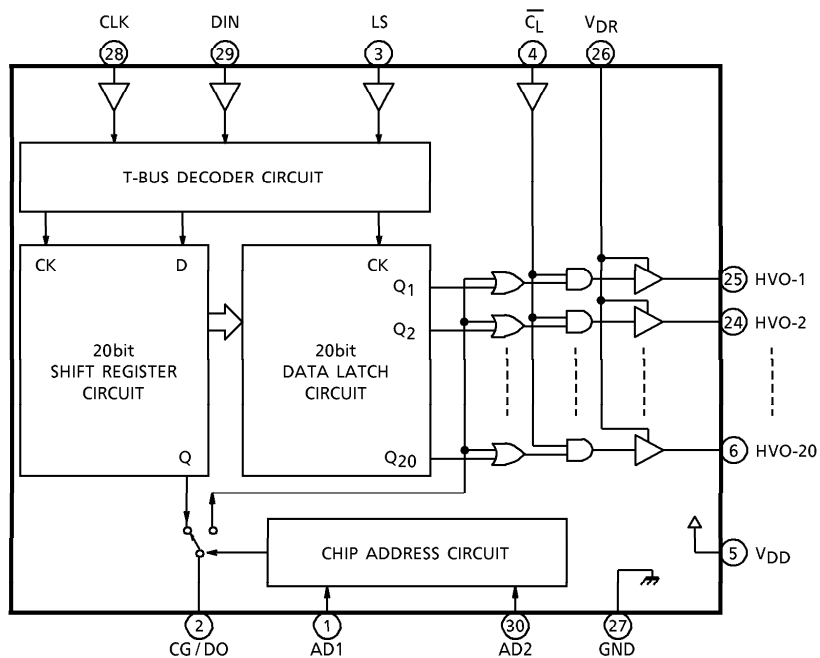 CLK DIN LS C̅L̅ VDR
28 29 3 4 26
T-BUS DECODER CIRCUIT
CK D
20bit
SHIFT REGISTER
CIRCUIT
Q
CK
Q1
Q2
20bit
DATA LATCH
CIRCUIT
Q20
25 HVO-1
24 HVO-2
6 HVO-20
CHIP ADDRESS CIRCUIT
5 VDD
2 1 30 27
CG/DO AD1 AD2 GND